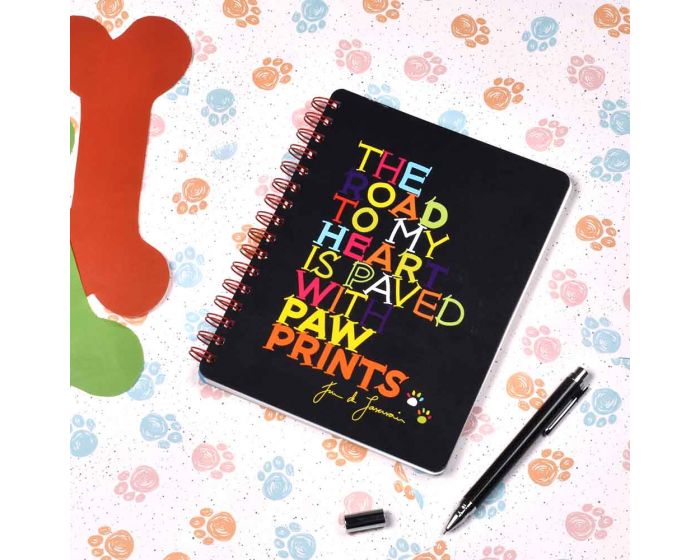 THE
ROAD
TO MY
HEART
IS PAVED
WITH
PAW
PRINTS